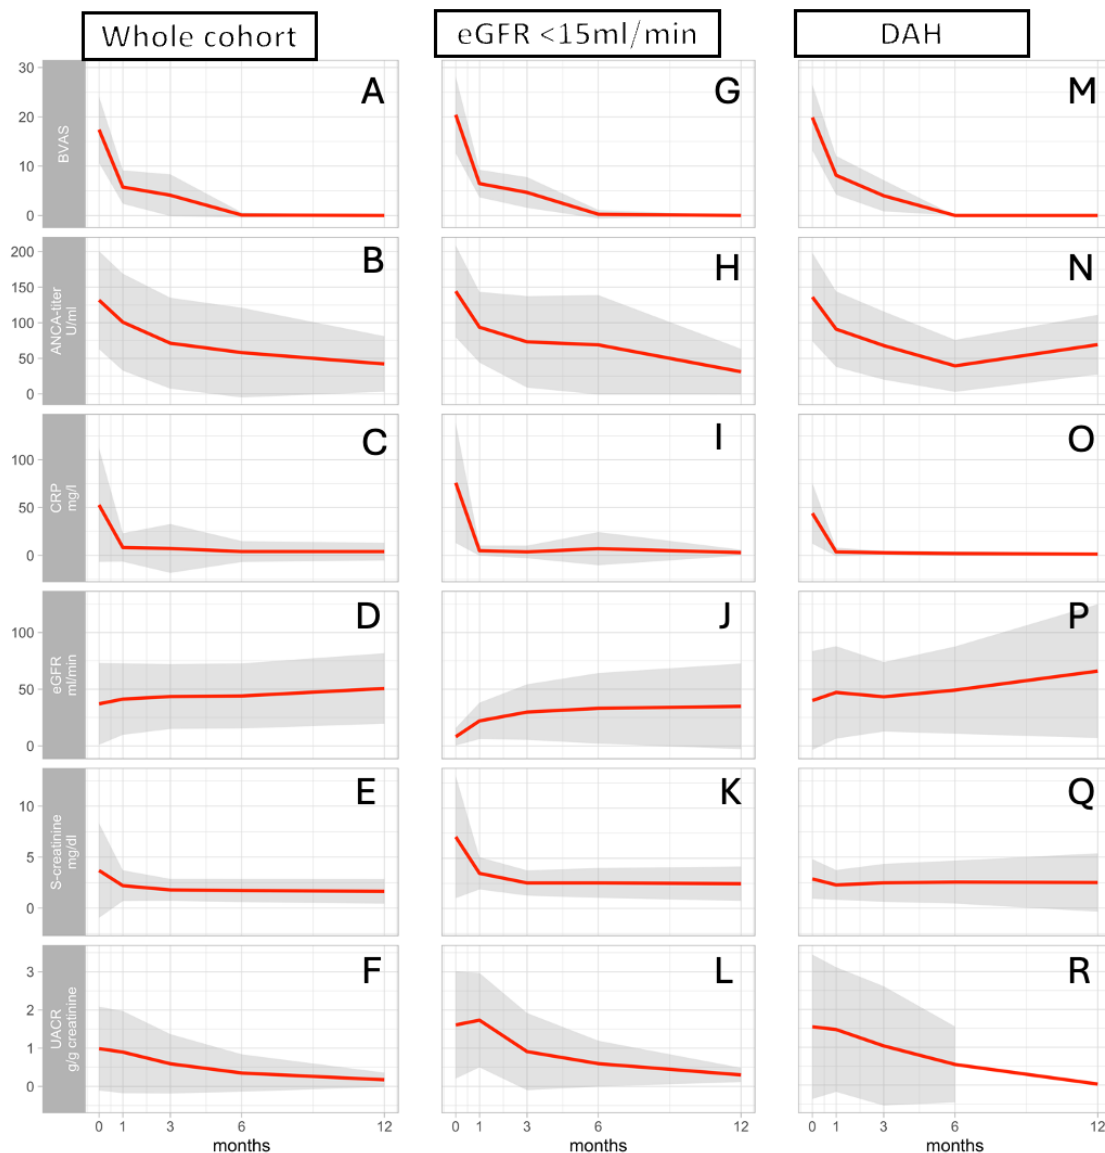 Whole cohort
eGFR <15ml/min
DAH
BVAS
30
20
10
0
A
G
M
ANCA-titer
U/ml
200
150
100
50
0
B
H
N
CRP
mg/l
100
50
0
C
I
O
eGFR
ml/min
100
50
0
D
J
P
S-creatinine
mg/dl
10
5
0
E
K
Q
UACR
g/g creatinine
3
2
1
0
F
L
R
0 1 3 6 12
0 1 3 6 12
0 1 3 6 12
months
months
months